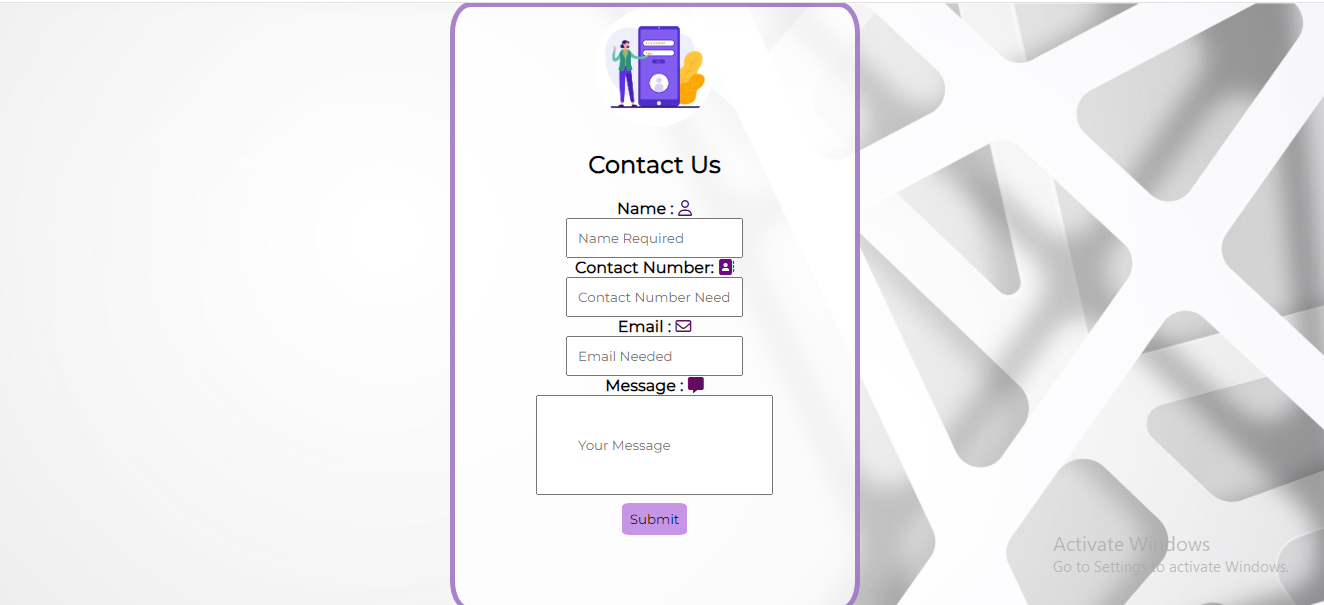 Contact Us
Name :
Name Required
Contact Number:
Contact Number Need
Email :
Email Needed
Message :
Your Message
Submit
Activate Windows
Go to Settings to activate Windows.